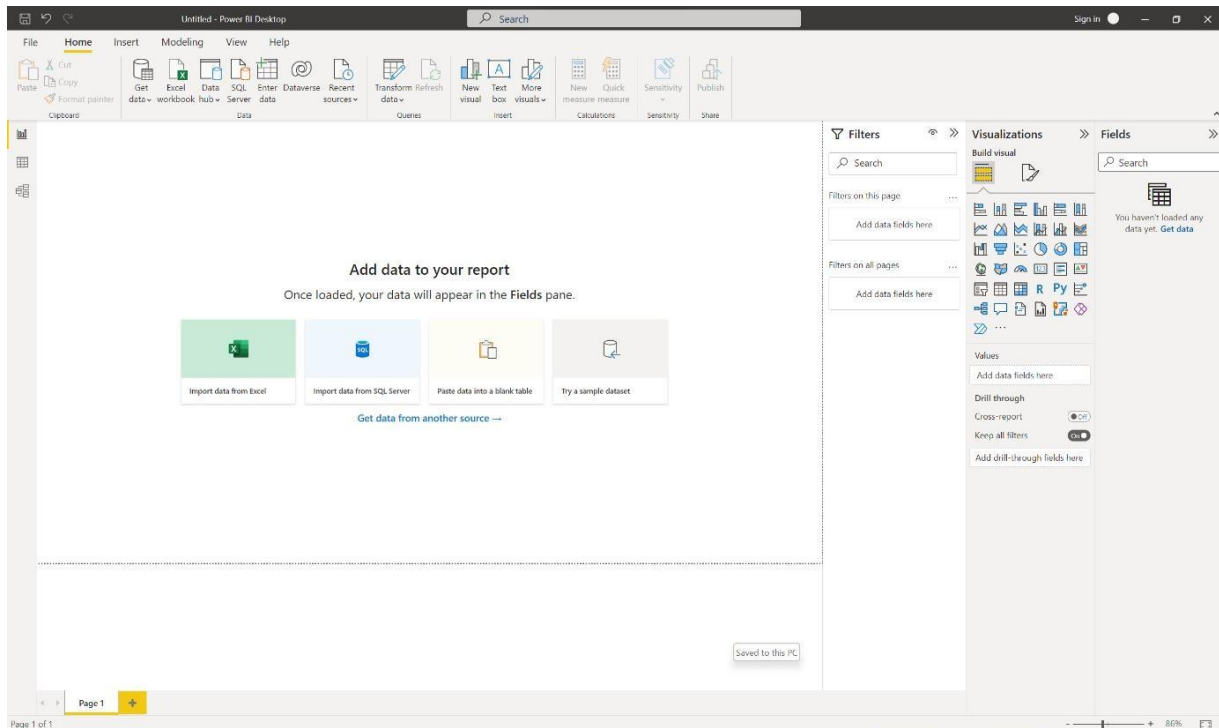 Untitled - Power BI Desktop
Search
Sign in
File Home Insert Modeling View Help
Paste
Cut
Copy
Format painter
Clipboard
Get data
Excel workbook
Data hub
SQL Server
Enter data
Dataverse
Recent sources
Data
Transform data
Refresh
Queries
New visual
Text box
More visuals
Insert
New measure
Quick measure
Calculations
Sensitivity
Sensitivity
Publish
Share
Add data to your report
Once loaded, your data will appear in the Fields pane.
SQL
Import data from Excel
Import data from SQL Server
Paste data into a blank table
Try a sample dataset
Get data from another source →
Saved to this PC
Filters
Search
Filters on this page ...
Add data fields here
Filters on all pages ...
Add data fields here
Visualizations
Build visual
R Py
...
Values
Add data fields here
Drill through
Cross-report Off
Keep all filters On
Add drill-through fields here
Fields
Search
You haven't loaded any
data yet. Get data
Page 1
Page 1 of 1
86%